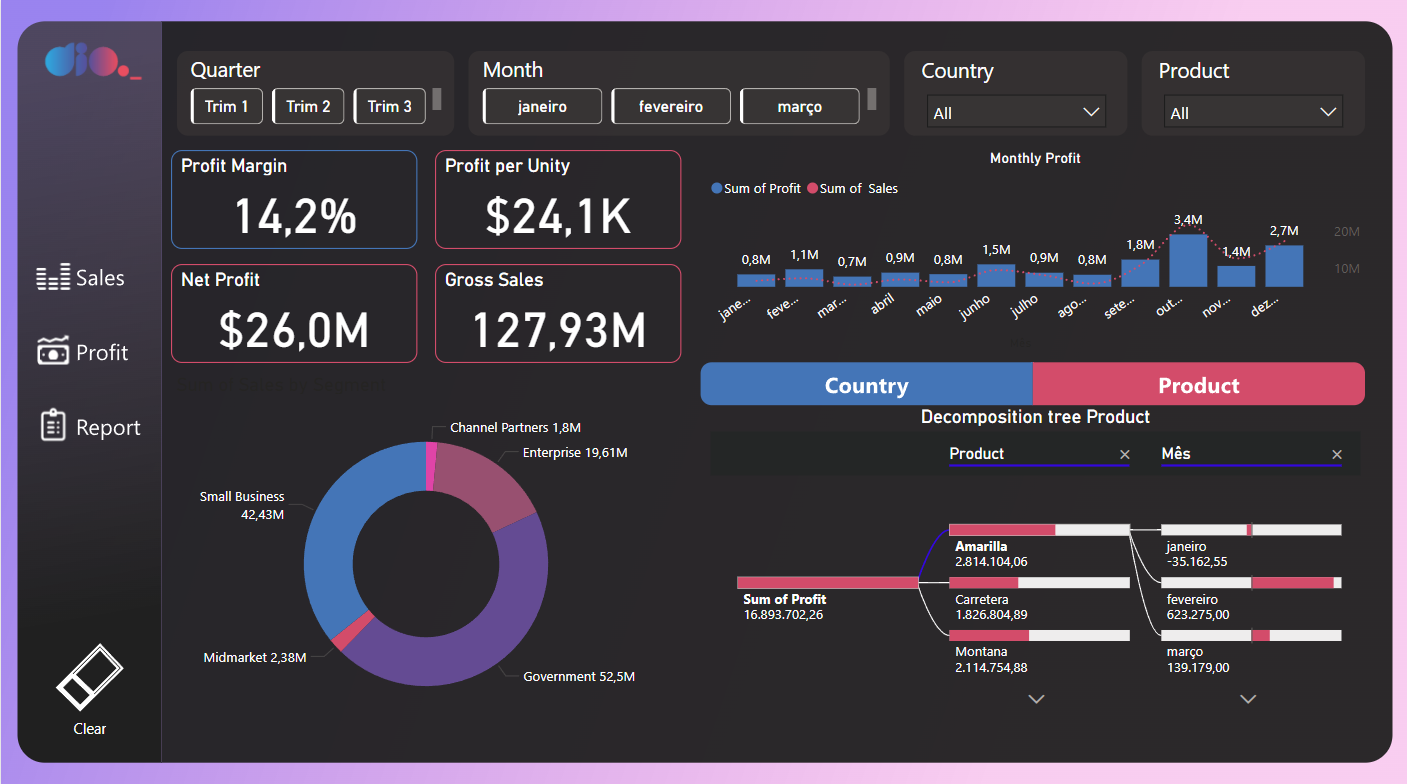 dio._
Quarter
Trim 1
Trim 2
Trim 3
Month
janeiro
fevereiro
março
Country
All
Product
All
Profit Margin
14,2%
Profit per Unity
$24,1K
Net Profit
$26,0M
Gross Sales
127,93M
Monthly Profit
Sum of Profit
Sum of Sales
0,8M
1,1M
0,7M
0,9M
0,8M
1,5M
0,9M
0,8M
1,8M
3,4M
1,4M
2,7M
20M
10M
jane...
feve...
mar...
abril
maio
junho
julho
ago...
sete...
out...
nov...
dez...
Sales
Profit
Report
Clear
Sales by Segment
Channel Partners 1,8M
Enterprise 19,61M
Small Business
42,43M
Midmarket 2,38M
Government 52,5M
Country
Product
Decomposition tree Product
Product
Mês
Sum of Profit
16.893.702,26
Amarilla
2.814.104,06
Carretera
1.826.804,89
Montana
2.114.754,88
janeiro
-35.162,55
fevereiro
623.275,00
março
139.179,00